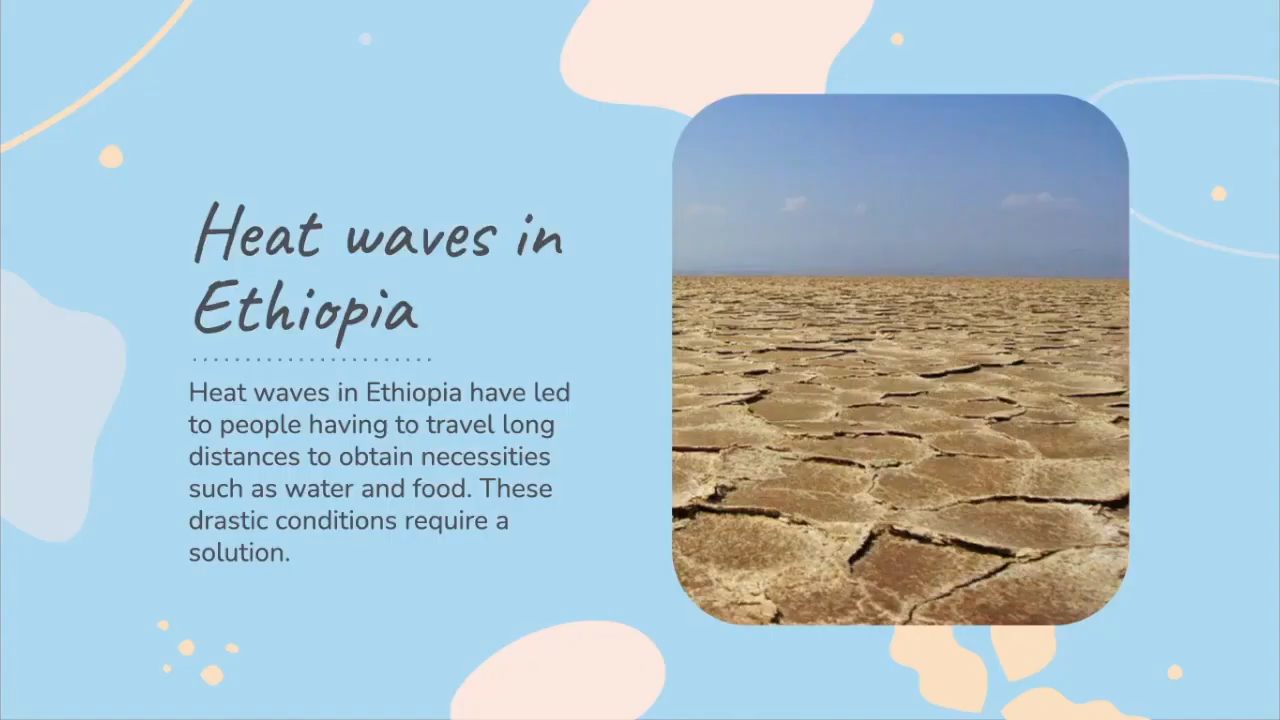 Heat waves in
Ethiopia
Heat waves in Ethiopia have led
to people having to travel long
distances to obtain necessities
such as water and food. These
drastic conditions require a
solution.